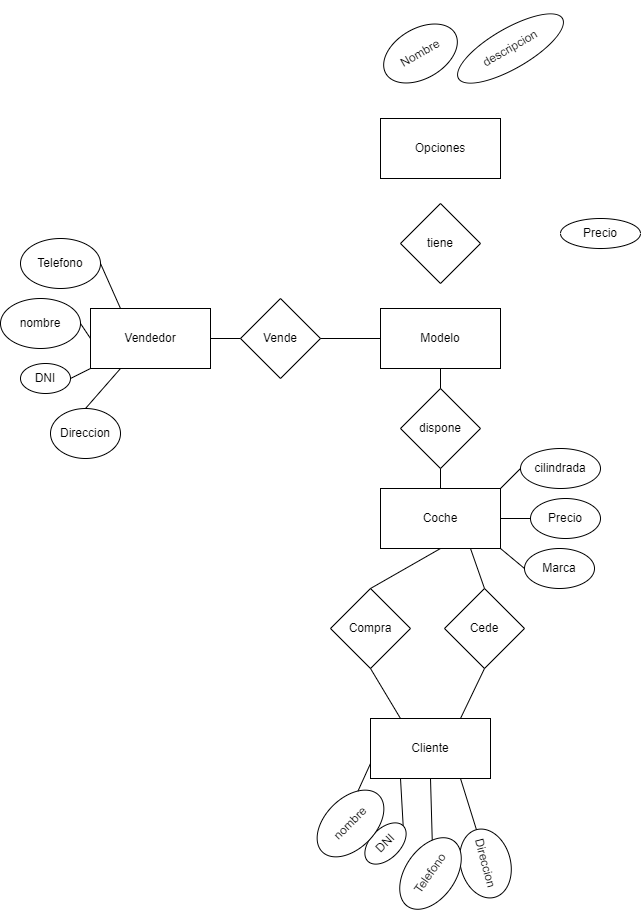 Nombre
descripcion
Opciones
tiene
Precio
Telefono
nombre
Vendedor
Vende
Modelo
DNI
Direccion
dispone
cilindrada
Coche
Precio
Marca
Compra
Cede
Cliente
nombre
DNI
Telefono
Direccion